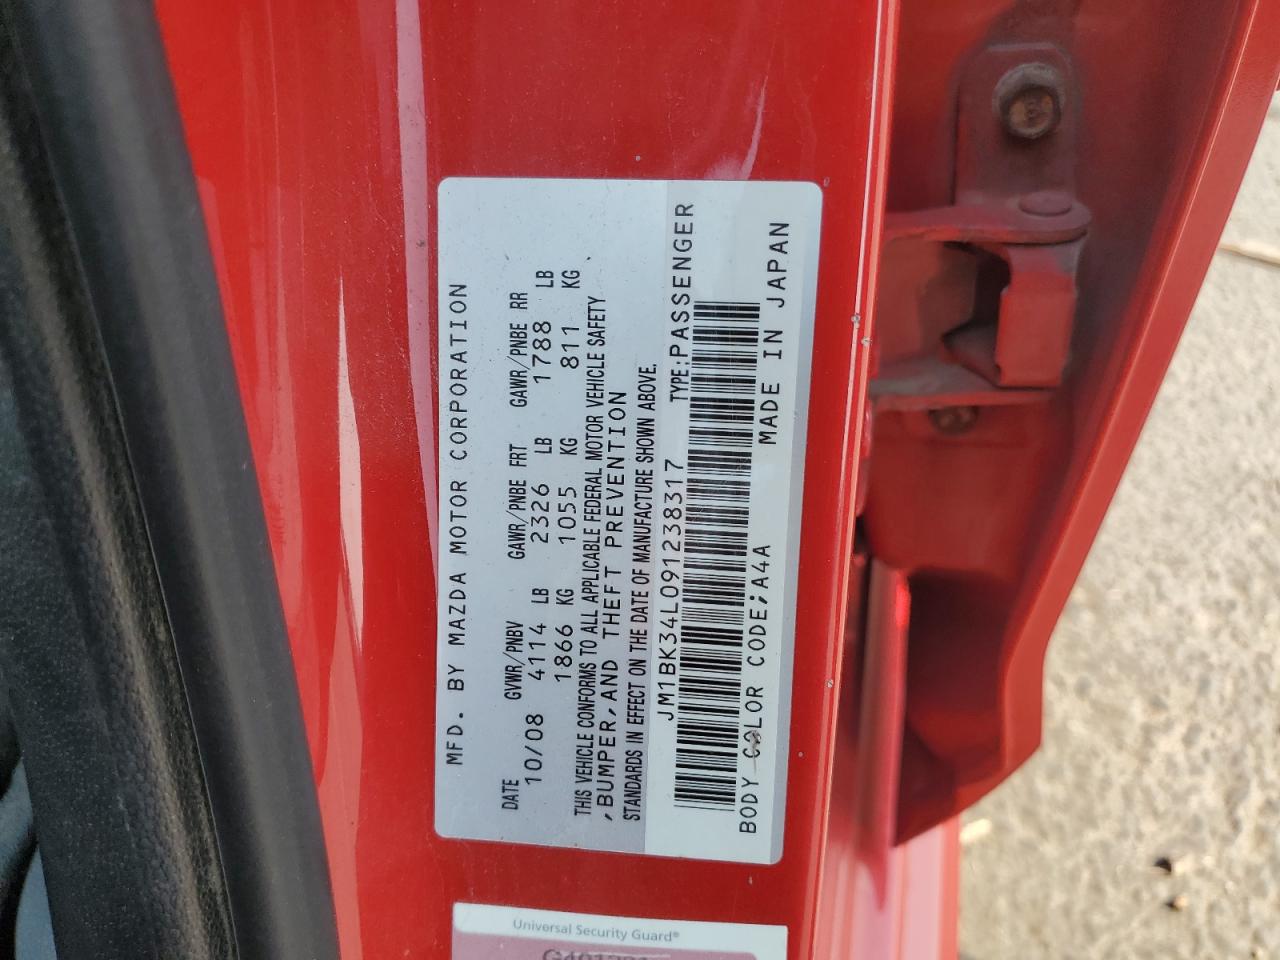 MFD. BY MAZDA MOTOR CORPORATION
DATE GVWR/PNBV GAWR/PNBE FRT GAWR/PNBE RR
10/08 4114 LB 2326 LB 1788 LB
1866 KG 1055 KG 811 KG
THIS VEHICLE CONFORMS TO ALL APPLICABLE FEDERAL MOTOR VEHICLE SAFETY
, BUMPER, AND THEFT PREVENTION
STANDARDS IN EFFECT ON THE DATE OF MANUFACTURE SHOWN ABOVE.
JM1BK34L091238317 TYPE:PASSENGER
BODY COLOR CODE;A4A MADE IN JAPAN
Universal Security Guard®